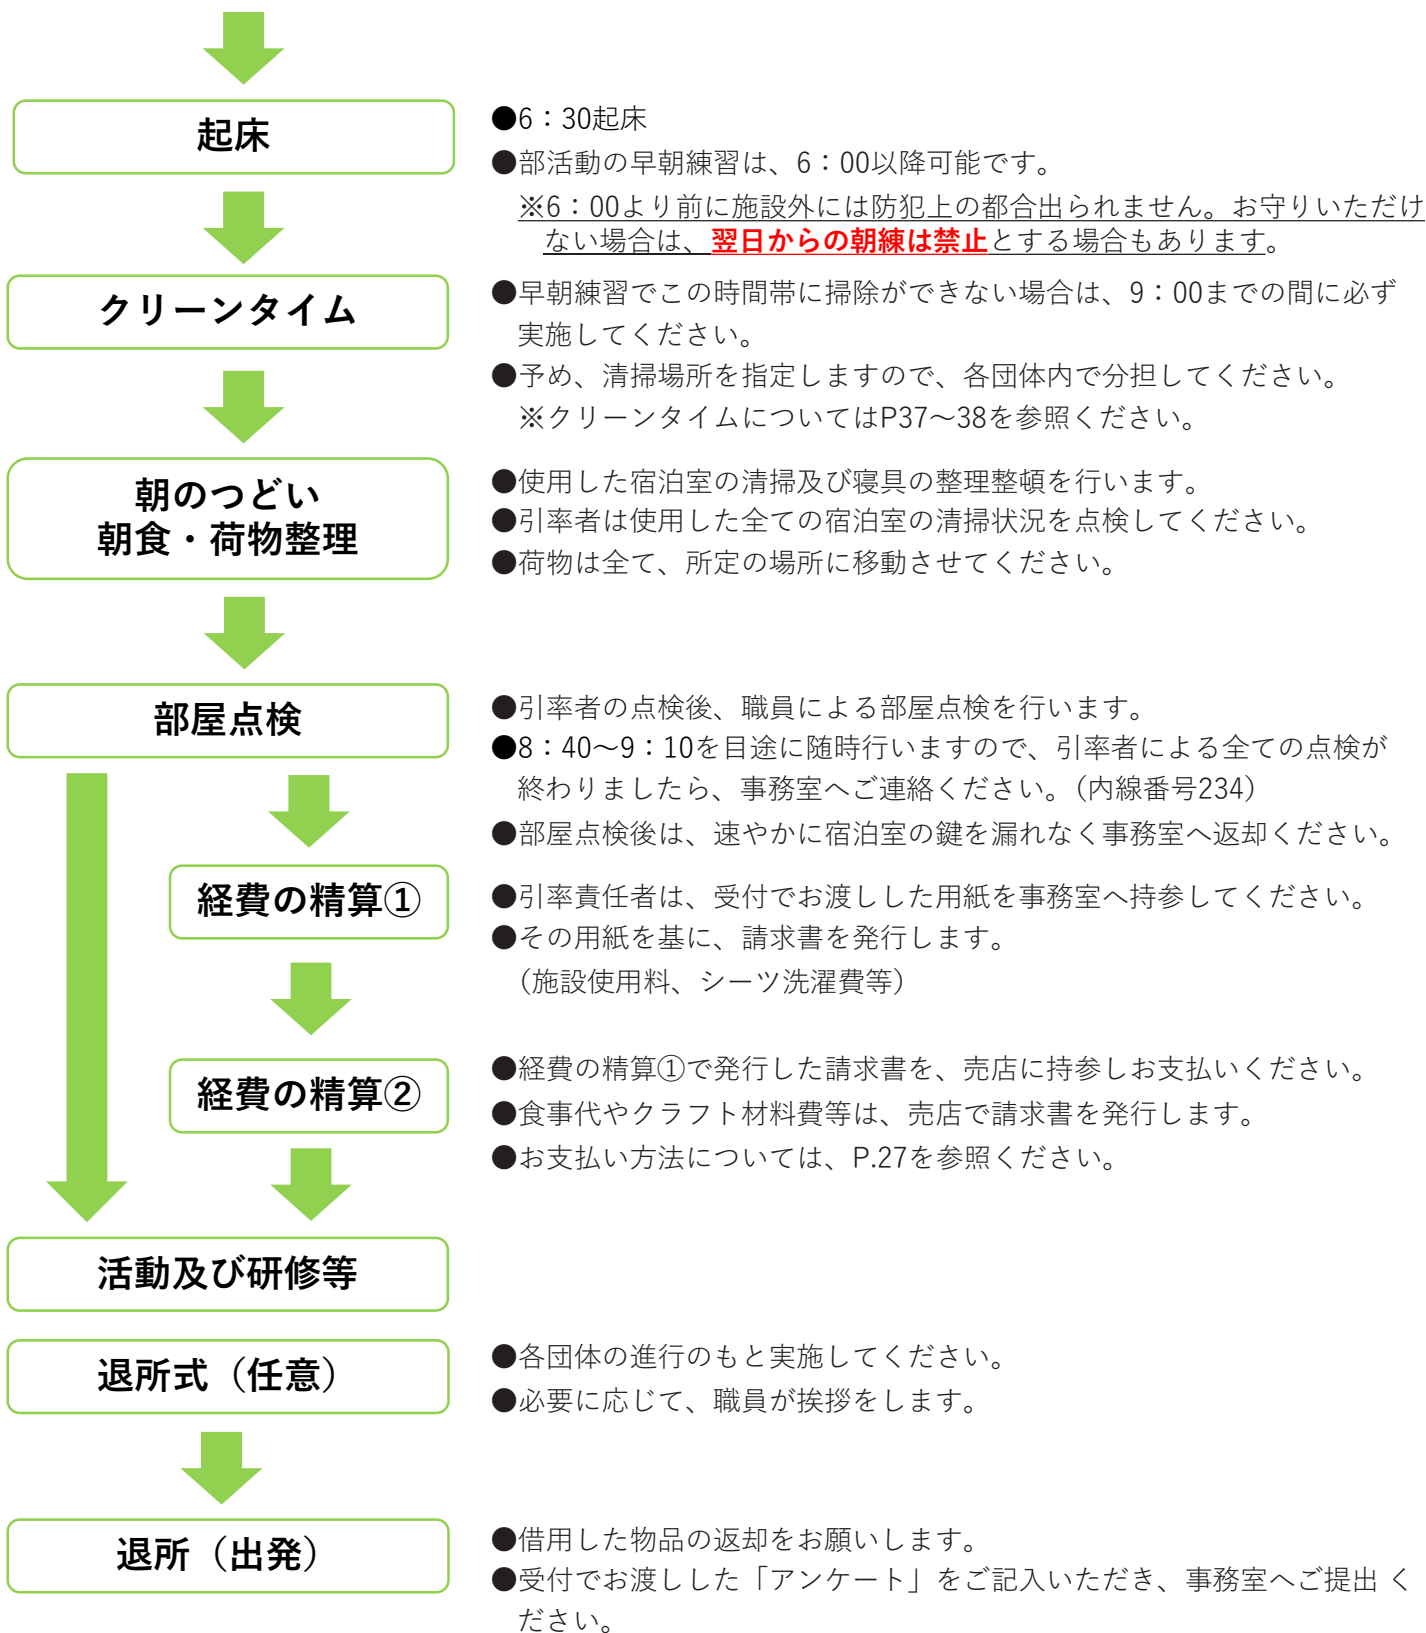 起床
●6：30起床
●部活動の早朝練習は、6：00以降可能です。
※6：00より前に施設外には防犯上の都合出られません。お守りいただけ
ない場合は、翌日からの朝練は禁止とする場合もあります。
クリーンタイム
●早朝練習でこの時間帯に掃除ができない場合は、9：00までの間に必ず
実施してください。
●予め、清掃場所を指定しますので、各団体内で分担してください。
※クリーンタイムについてはP37～38を参照ください。
朝のつどい
朝食・荷物整理
●使用した宿泊室の清掃及び寝具の整理整頓を行います。
●引率者は使用した全ての宿泊室の清掃状況を点検してください。
●荷物は全て、所定の場所に移動させてください。
部屋点検
●引率者の点検後、職員による部屋点検を行います。
●8：40～9：10を目途に随時行いますので、引率者による全ての点検が
終わりましたら、事務室へご連絡ください。（内線番号234）
●部屋点検後は、速やかに宿泊室の鍵を漏れなく事務室へ返却ください。
経費の精算①
●引率責任者は、受付でお渡しした用紙を事務室へ持参してください。
●その用紙を基に、請求書を発行します。
（施設使用料、シーツ洗濯費等）
経費の精算②
●経費の精算①で発行した請求書を、売店に持参しお支払いください。
●食事代やクラフト材料費等は、売店で請求書を発行します。
●お支払い方法については、P.27を参照ください。
活動及び研修等
退所式（任意）
●各団体の進行のもと実施してください。
●必要に応じて、職員が挨拶をします。
退所（出発）
●借用した物品の返却をお願いします。
●受付でお渡しした「アンケート」をご記入いただき、事務室へご提出 く
ださい。